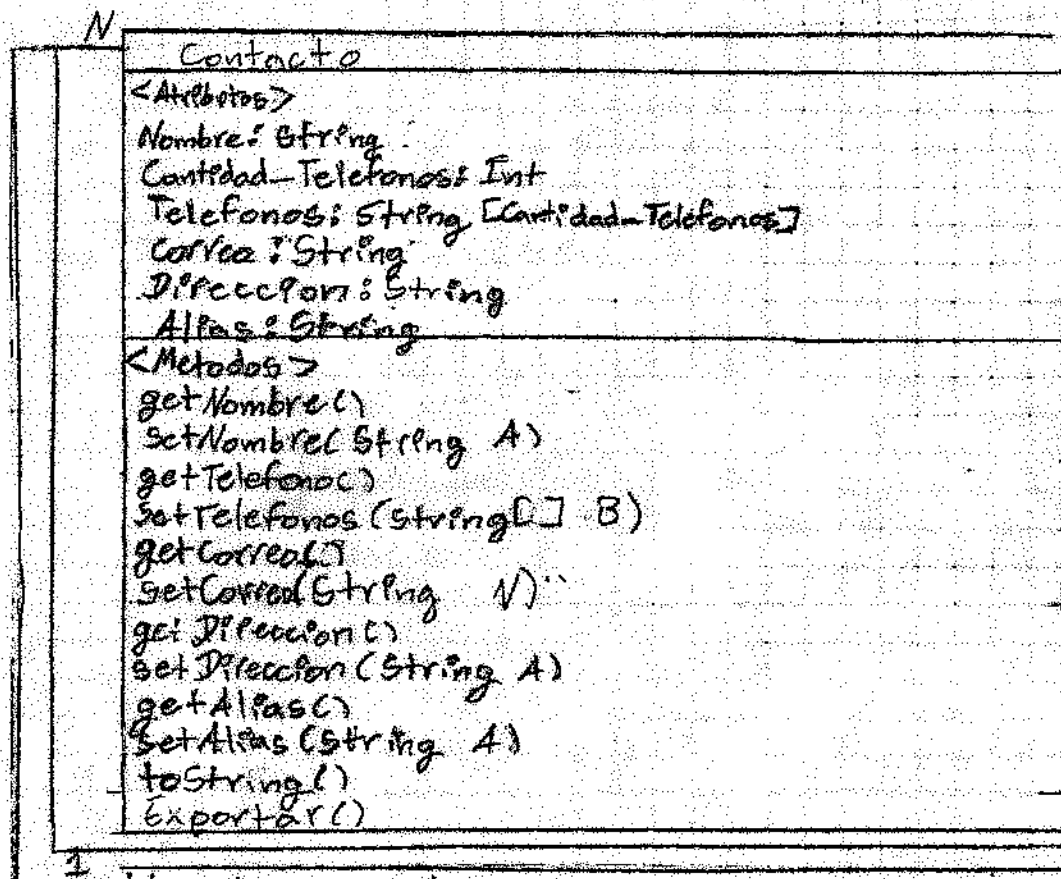 N
Contacto
<Atributos>
Nombre: String
Cantidad_Telefonos: Int
Telefonos: String [Cantidad_Telefonos]
Correo: String
Direccion: String
Alias: String
<Metodos>
getNombre()
setNombre(String A)
getTelefono()
setTelefonos(String[] B)
getCorreo()
setCorreo(String N)
getDireccion()
setDireccion(String A)
getAlias()
setAlias(String A)
toString()
Exportar()
1